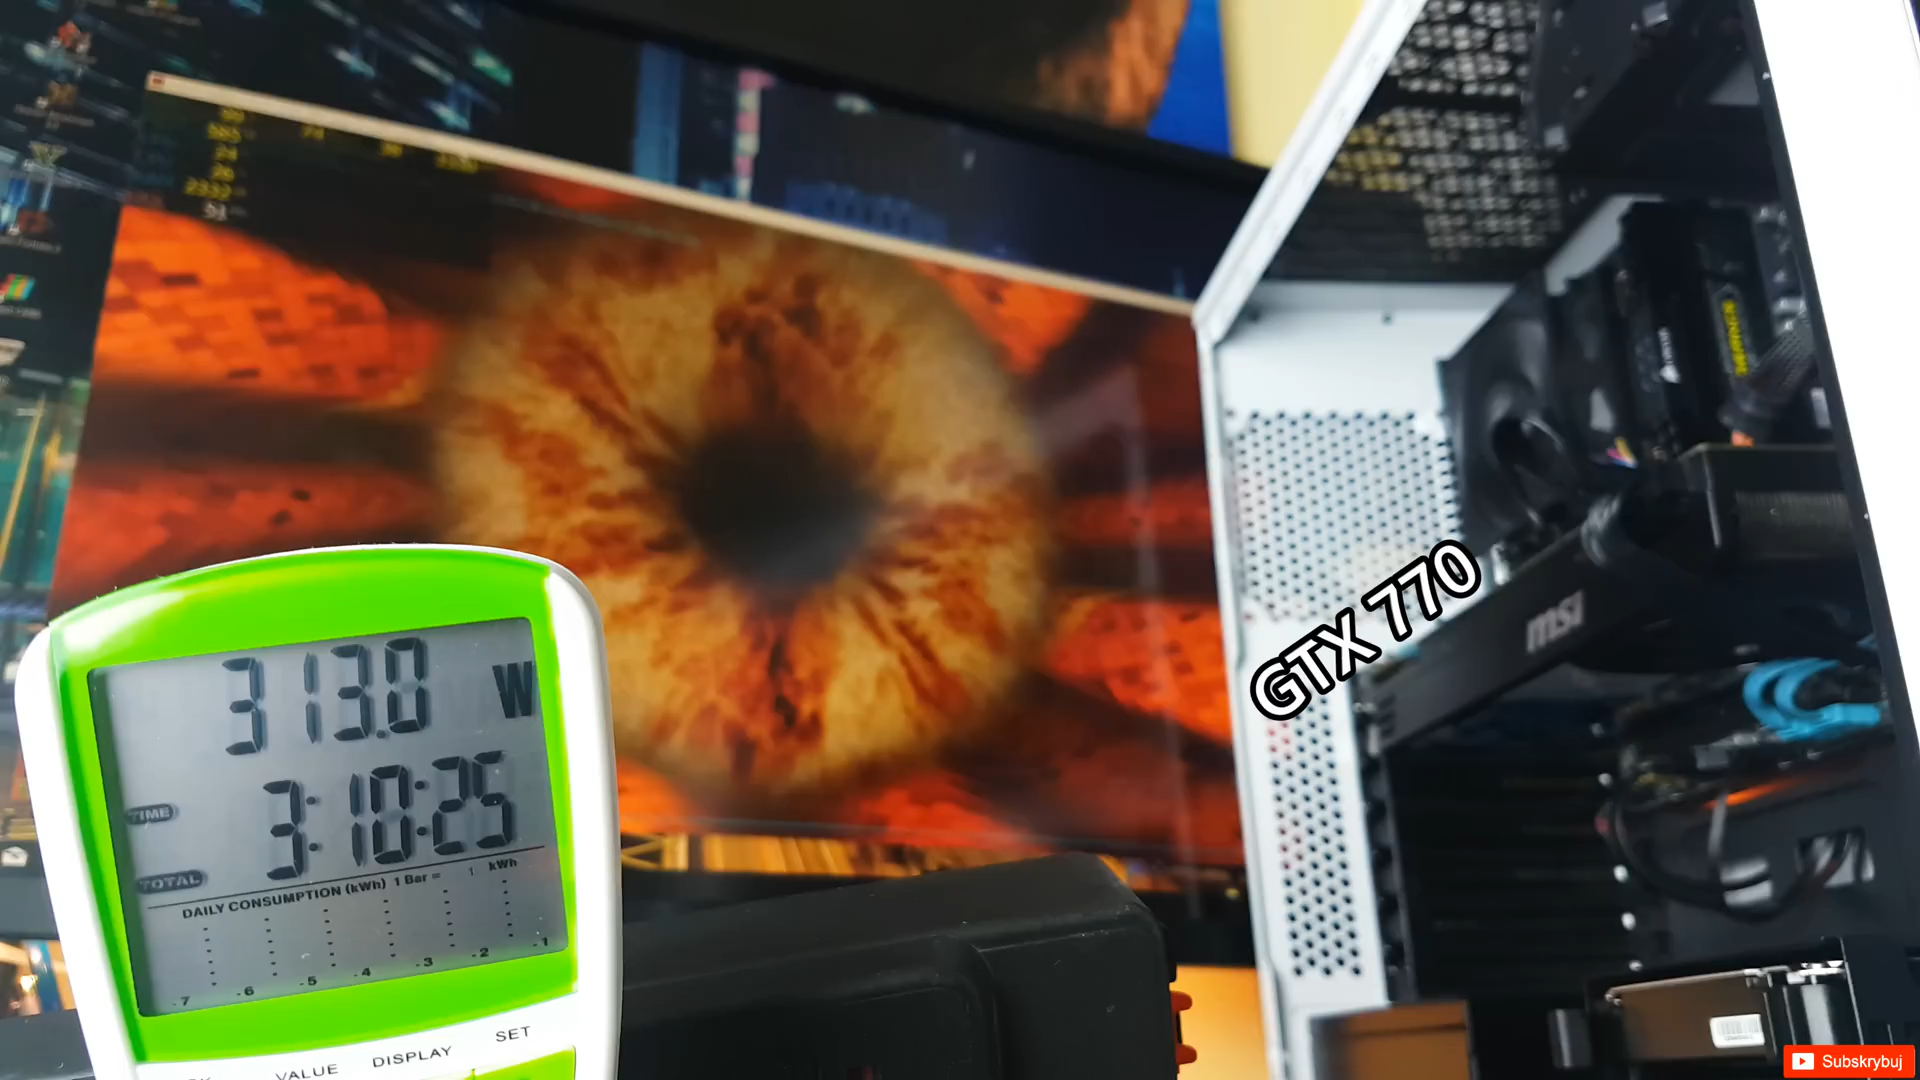 GTX 770
msi
313.0 W
TIME 3:10:25
TOTAL
DAILY CONSUMPTION (kWh) 1 Bar = 1 kWh
-7 -6 -5 -4 -3 -2 -1
VALUE DISPLAY SET
Subskrybuj